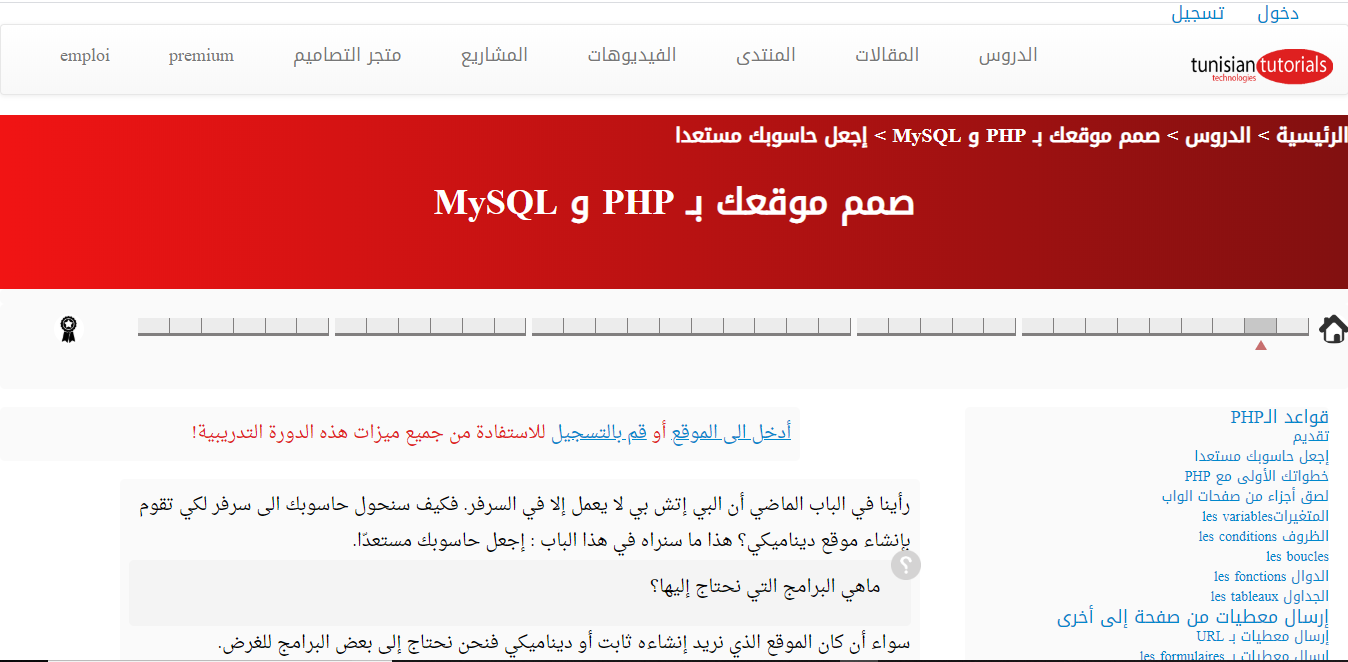 دخول تسجيل
tunisiantutorials
technologies
الدروس المقالات المنتدى الفيديوهات المشاريع متجر التصاميم premium emploi
الرئيسية > الدروس > صمم موقعك بـ PHP و MySQL > إجعل حاسوبك مستعدا
صمم موقعك بـ PHP و MySQL
قواعد الـPHP
تقديم
إجعل حاسوبك مستعدا
خطواتك الأولى مع PHP
لصق أجزاء من صفحات الواب
المتغيراتles variables
الظروف les conditions
les boucles
الدوال les fonctions
الجداول les tableaux
إرسال معطيات من صفحة إلى أخرى
إرسال معطيات بـ URL
إرسال معطيات بـ les formulaires
أدخل الى الموقع أو قم بالتسجيل للاستفادة من جميع ميزات هذه الدورة التدريبية!
رأينا في الباب الماضي أن البي إتش بي لا يعمل إلا في السرفر. فكيف سنحول حاسوبك الى سرفر لكي تقوم
بإنشاء موقع ديناميكي؟ هذا ما سنراه في هذا الباب : إجعل حاسوبك مستعدًا.
؟
ماهي البرامج التي نحتاج إليها؟
سواء أن كان الموقع الذي نريد إنشاءه ثابت أو ديناميكي فنحن نحتاج إلى بعض البرامج للغرض.